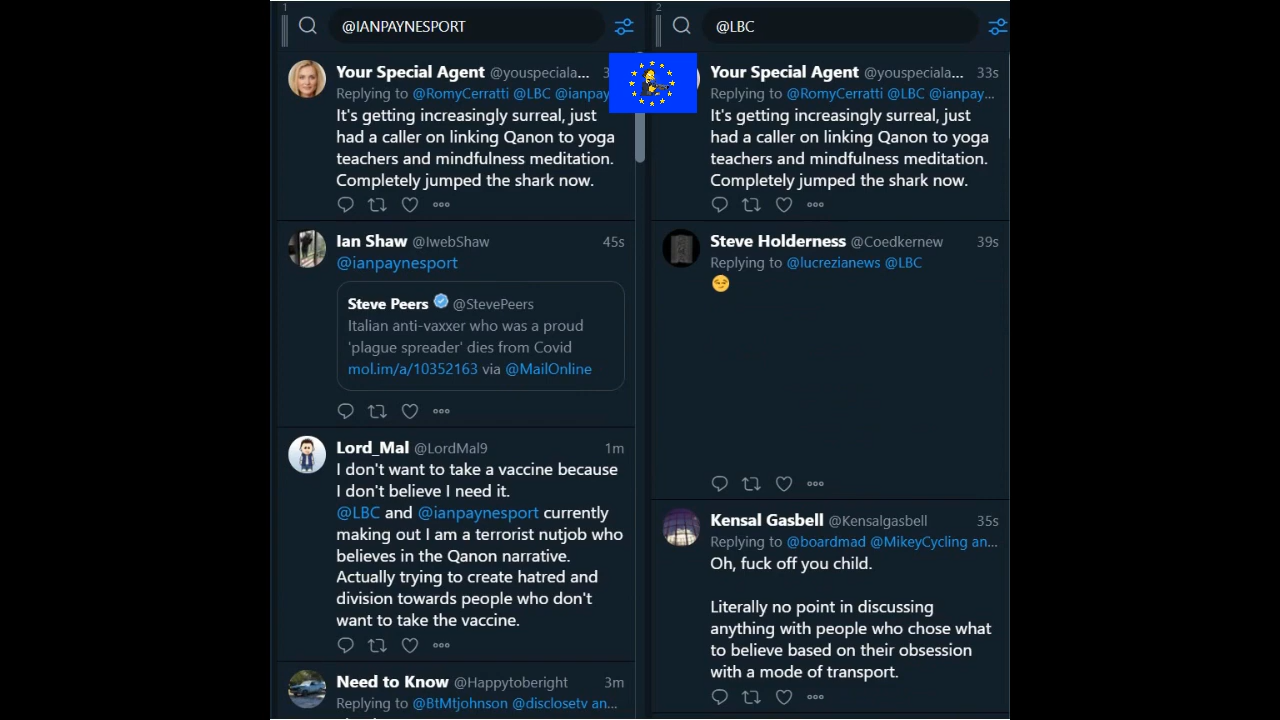 1
@IANPAYNESPORT
Your Special Agent @youspeciala... 3
Replying to @RomyCerratti @LBC @ianpay
It's getting increasingly surreal, just
had a caller on linking Qanon to yoga
teachers and mindfulness meditation.
Completely jumped the shark now.
Ian Shaw @IwebShaw 45s
@ianpaynesport
Steve Peers @StevePeers
Italian anti-vaxxer who was a proud
'plague spreader' dies from Covid
mol.im/a/10352163 via @MailOnline
Lord_Mal @LordMal9 1m
I don't want to take a vaccine because
I don't believe I need it.
@LBC and @ianpaynesport currently
making out I am a terrorist nutjob who
believes in the Qanon narrative.
Actually trying to create hatred and
division towards people who don't
want to take the vaccine.
Need to Know @Happytoberight 3m
Replying to @BtMtjohnson @disclosetv an...
2
@LBC
Your Special Agent @youspeciala... 33s
Replying to @RomyCerratti @LBC @ianpay...
It's getting increasingly surreal, just
had a caller on linking Qanon to yoga
teachers and mindfulness meditation.
Completely jumped the shark now.
Steve Holderness @Coedkernew 39s
Replying to @lucrezianews @LBC
Kensal Gasbell @Kensalgasbell 35s
Replying to @boardmad @MikeyCycling an...
Oh, fuck off you child.
Literally no point in discussing
anything with people who chose what
to believe based on their obsession
with a mode of transport.